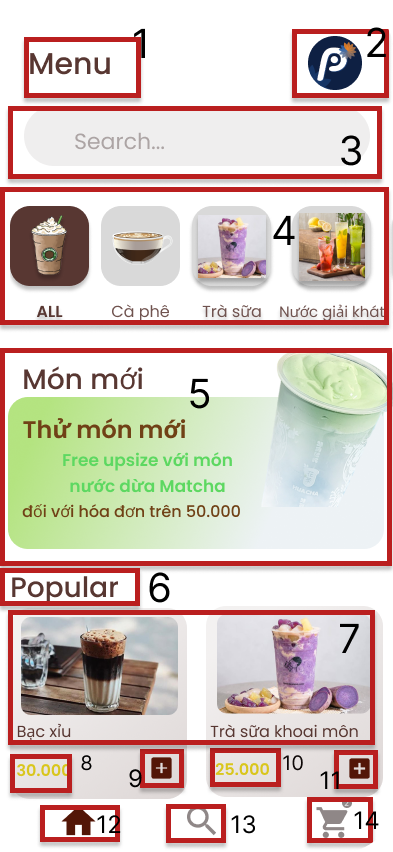 Menu
1
2
Search...
3
4
ALL
Cà phê
Trà sữa
Nước giải khát
Món mới
5
Thử món mới
Free upsize với món
nước dừa Matcha
đối với hóa đơn trên 50.000
Popular
6
7
Bạc xỉu
Trà sữa khoai môn
30.000
8
9
25.000
10
11
12
13
14